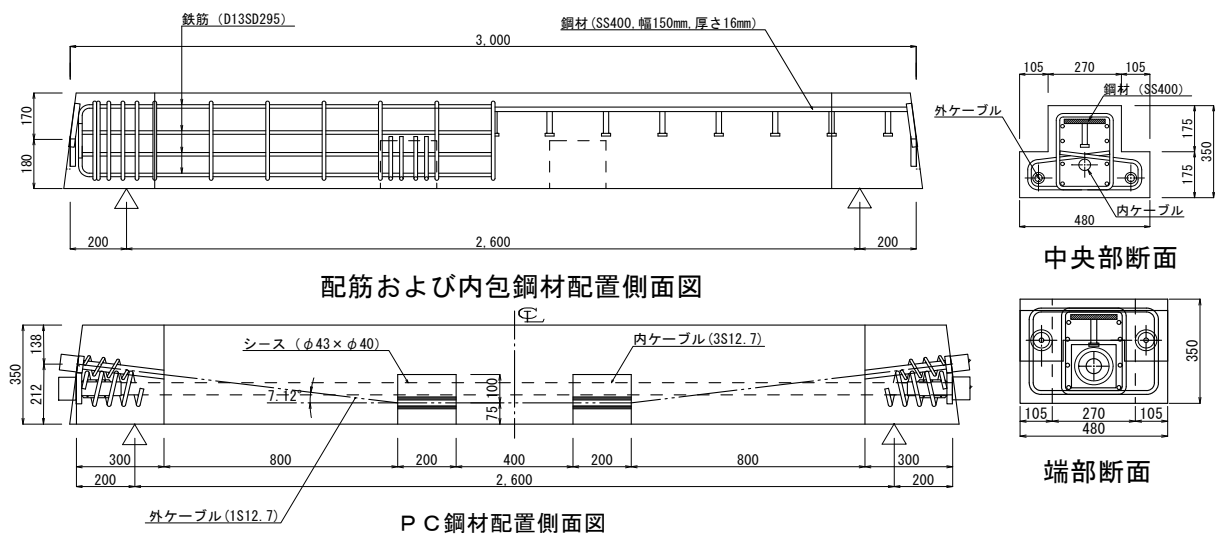 鉄筋 (D13SD295)
鋼材(SS400,幅150mm,厚さ16mm)
3,000
170
180
200
2,600
200
配筋および内包鋼材配置側面図
105
270
105
鋼材 (SS400)
外ケーブル
175
350
175
内ケーブル
480
中央部断面
CL
シース (φ43×φ40)
内ケーブル(3S12.7)
138
350
212
7.12°
100
75
300
800
200
400
200
800
300
200
2,600
200
外ケーブル(1S12.7)
PC鋼材配置側面図
350
105
270
105
480
端部断面